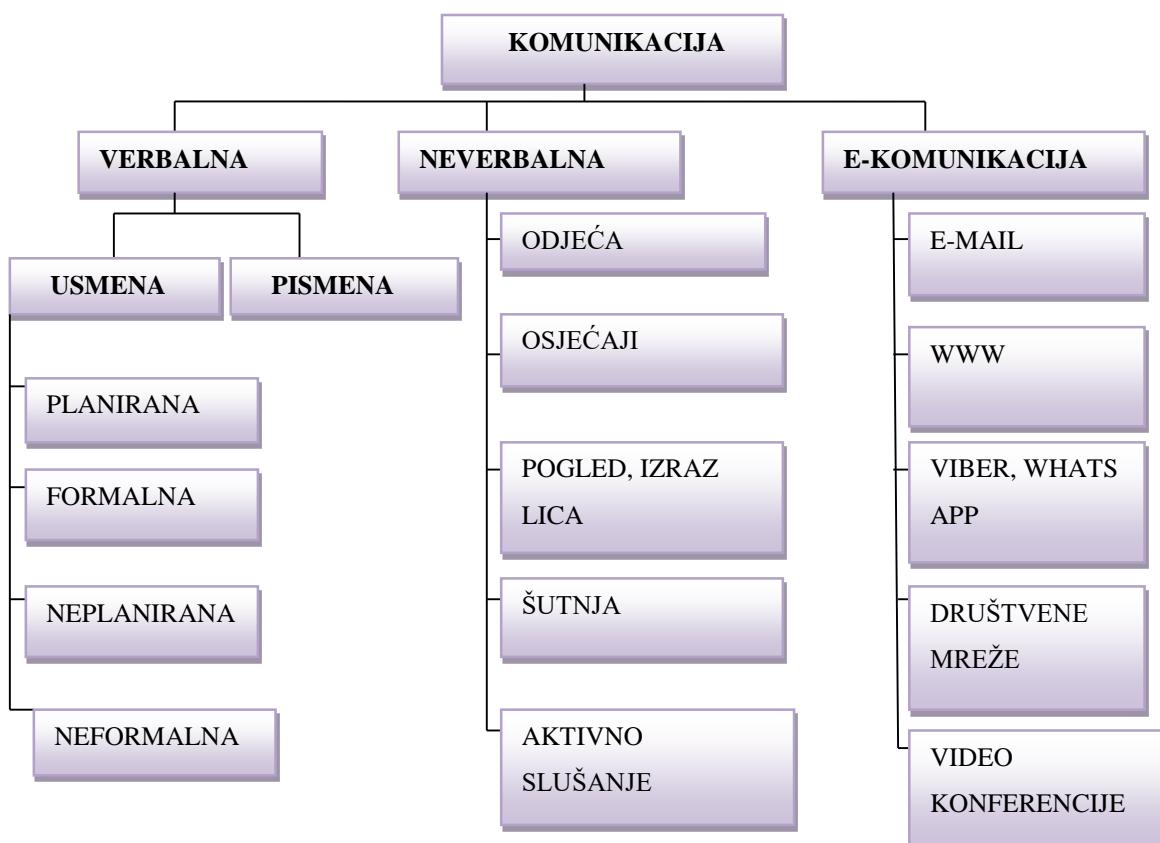 KOMUNIKACIJA
VERBALNA
NEVERBALNA
E-KOMUNIKACIJA
USMENA
PISMENA
PLANIRANA
FORMALNA
NEPLANIRANA
NEFORMALNA
ODJEĆA
OSJEĆAJI
POGLED, IZRAZ
LICA
ŠUTNJA
AKTIVNO
SLUŠANJE
E-MAIL
WWW
VIBER, WHATS
APP
DRUŠTVENE
MREŽE
VIDEO
KONFERENCIJE